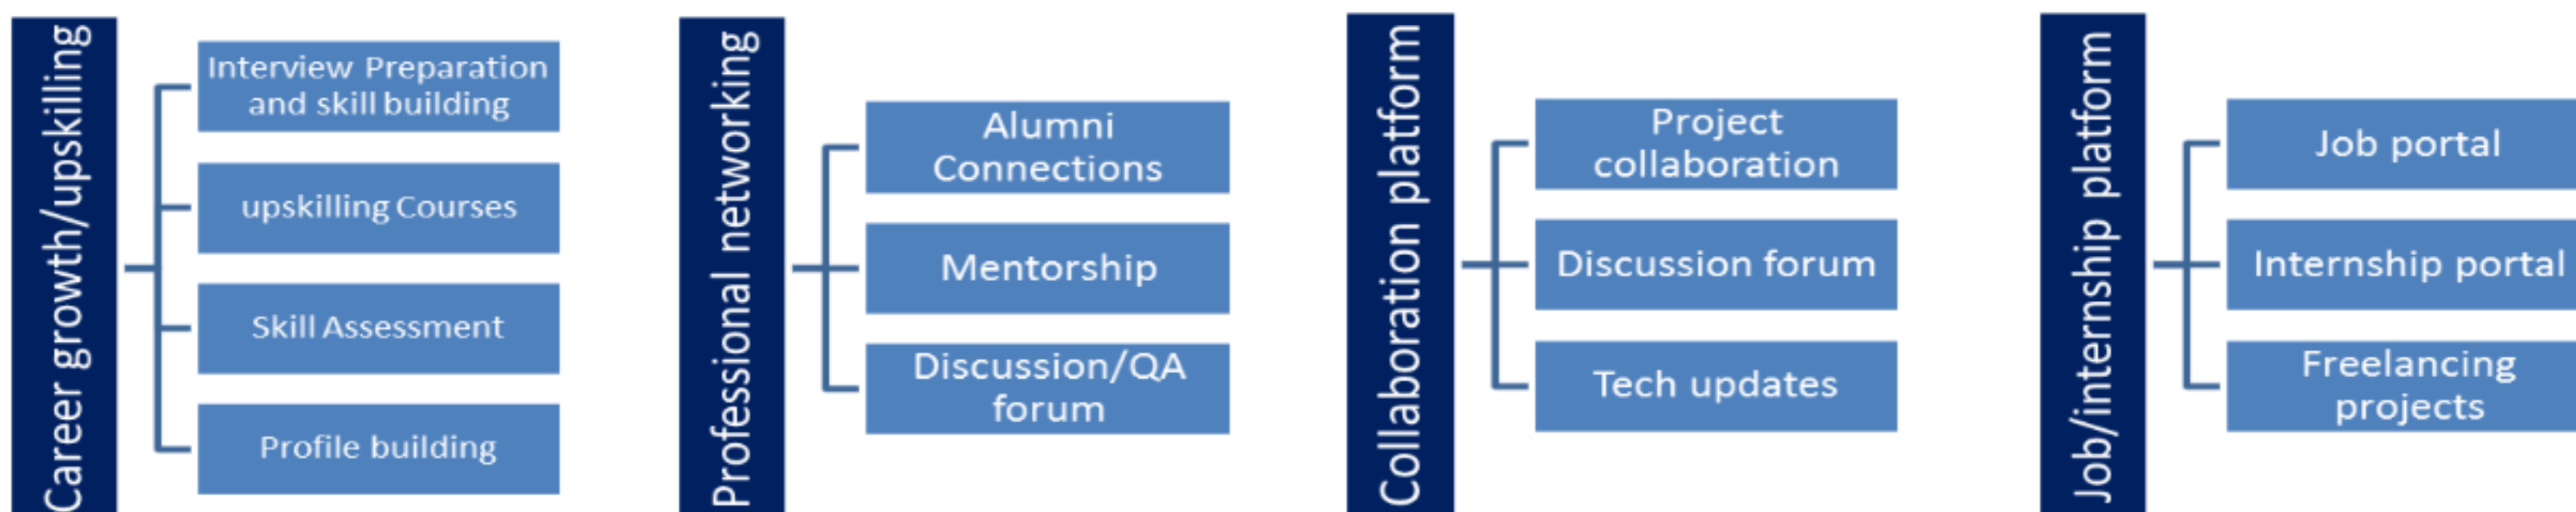 Career growth/upskilling
Interview Preparation
and skill building
upskilling Courses
Skill Assessment
Profile building
Professional networking
Alumni
Connections
Mentorship
Discussion/QA
forum
Collaboration platform
Project
collaboration
Discussion forum
Tech updates
Job/internship platform
Job portal
Internship portal
Freelancing
projects